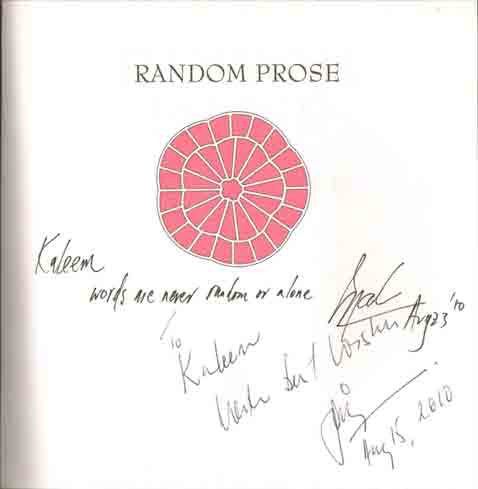 RANDOM PROSE
Kaleem
words are never random or alone
Aug 23 '10
to
Kaleem
With best wishes
Aug 15, 2010